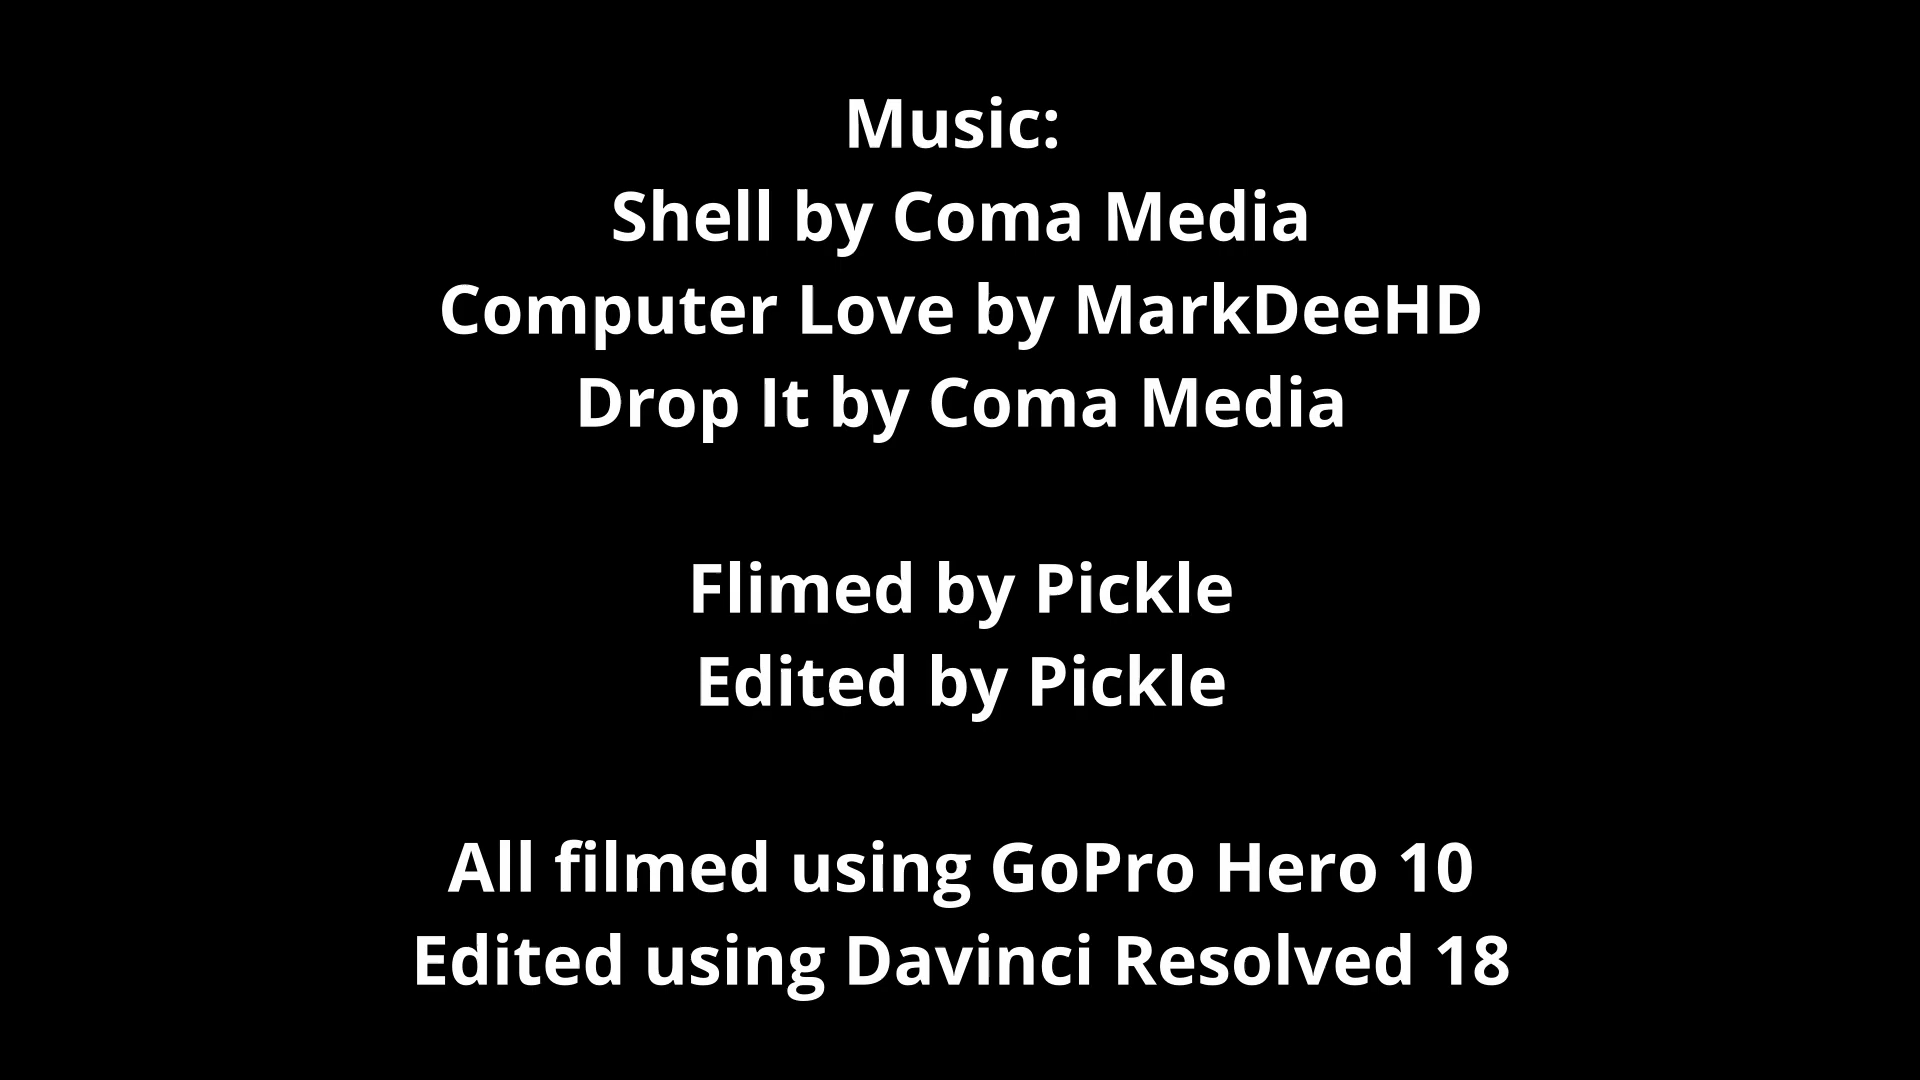 Music:
Shell by Coma Media
Computer Love by MarkDeeHD
Drop It by Coma Media
Flimed by Pickle
Edited by Pickle
All filmed using GoPro Hero 10
Edited using Davinci Resolved 18